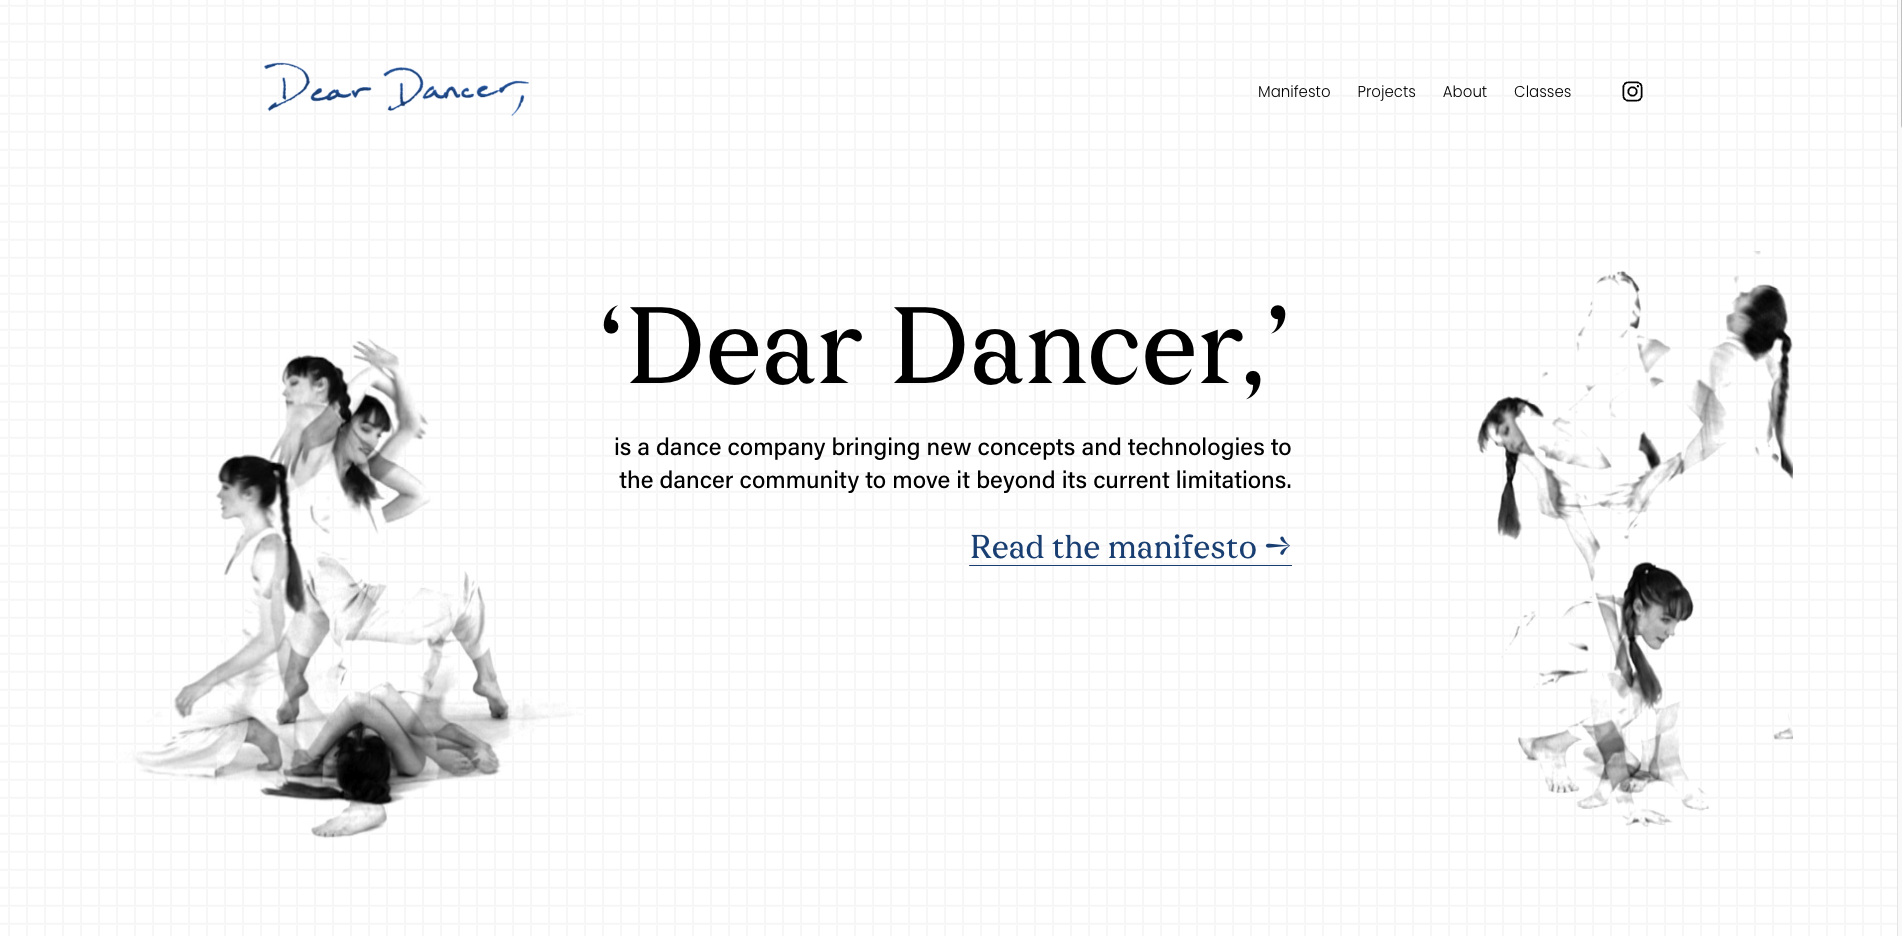 Dear Dancer,
Manifesto Projects About Classes
‘Dear Dancer,’
is a dance company bringing new concepts and technologies to
the dancer community to move it beyond its current limitations.
Read the manifesto →